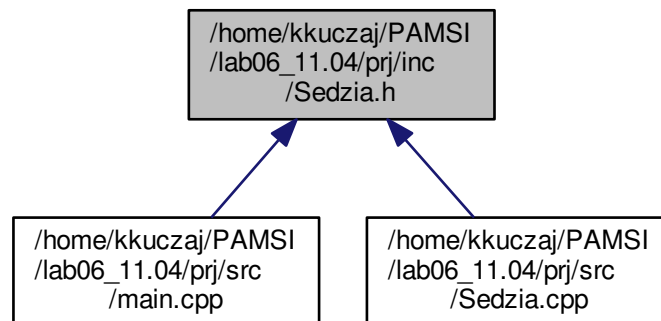 /home/kkuczaj/PAMSI
/lab06_11.04/prj/inc
/Sedzia.h
/home/kkuczaj/PAMSI
/lab06_11.04/prj/src
/main.cpp
/home/kkuczaj/PAMSI
/lab06_11.04/prj/src
/Sedzia.cpp